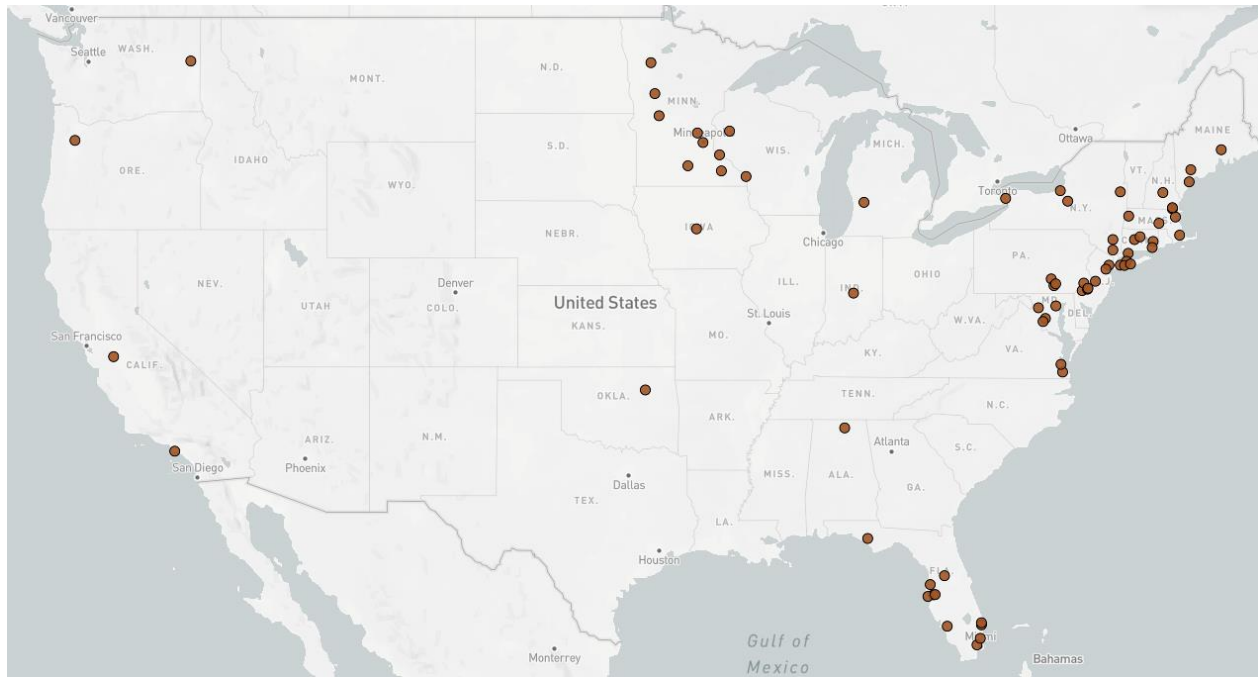 Vancouver
Seattle
WASH.
MONT.
N.D.
MINN.
Minneapol
Ottawa
MAINE
ORE.
IDAHO
S.D.
WIS.
MICH.
Toronto
VT.
N.H.
WYO.
N.Y.
MASS
IOWA
Chicago
NEBR.
PA.
NEV.
UTAH
Denver
COLO.
United States
KANS.
ILL.
IND.
OHIO
St. Louis
MD.
DEL.
W.VA.
San Francisco
CALIF.
MO.
KY.
VA.
OKLA.
TENN.
N.C.
ARIZ.
N.M.
ARK.
Atlanta
S.C.
San Diego
Phoenix
Dallas
MISS.
ALA.
GA.
TEX.
LA.
Houston
FLA.
Miami
Gulf of
Mexico
Monterrey
Bahamas